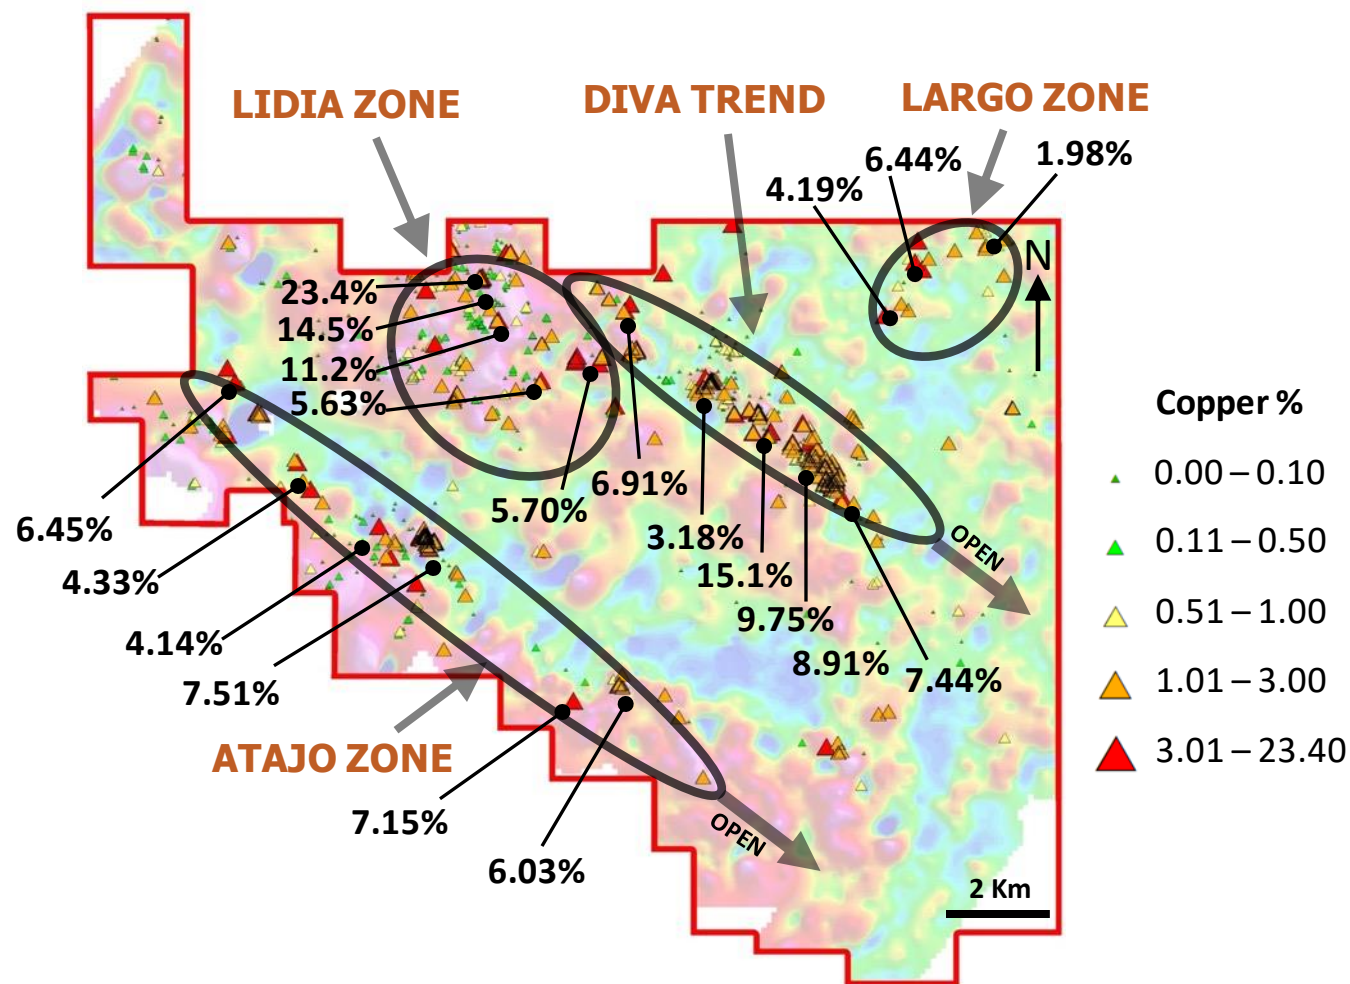 LIDIA ZONE
DIVA TREND
LARGO ZONE
6.44%
1.98%
4.19%
N
23.4%
14.5%
11.2%
5.63%
5.70%
6.91%
3.18%
15.1%
9.75%
8.91%
7.44%
OPEN
6.45%
4.33%
4.14%
7.51%
ATAJO ZONE
7.15%
6.03%
OPEN
2 Km
Copper %
0.00 – 0.10
0.11 – 0.50
0.51 – 1.00
1.01 – 3.00
3.01 – 23.40